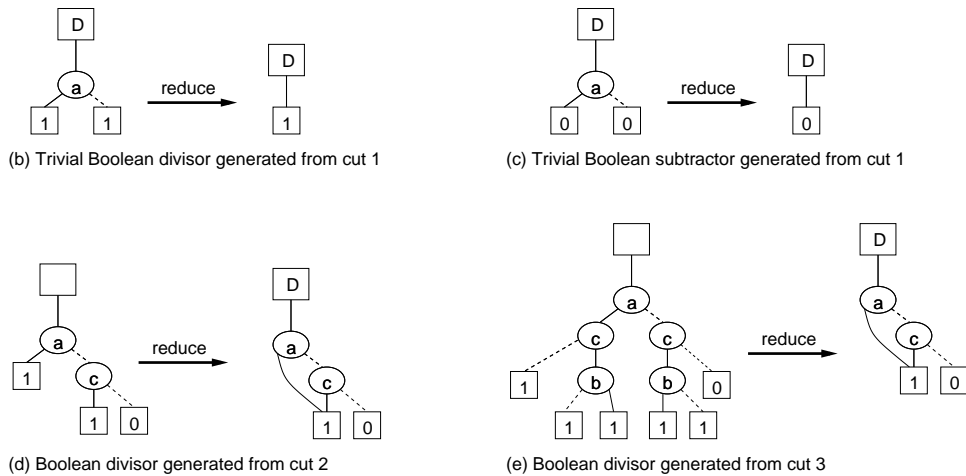 D
D
a
reduce
1
1
1
(b) Trivial Boolean divisor generated from cut 1
D
D
a
reduce
0
0
0
(c) Trivial Boolean subtractor generated from cut 1
D
a
a
reduce
1
c
c
1
0
1
0
(d) Boolean divisor generated from cut 2
D
a
a
c
c
reduce
c
1
b
b
0
1
0
1
1
1
1
(e) Boolean divisor generated from cut 3